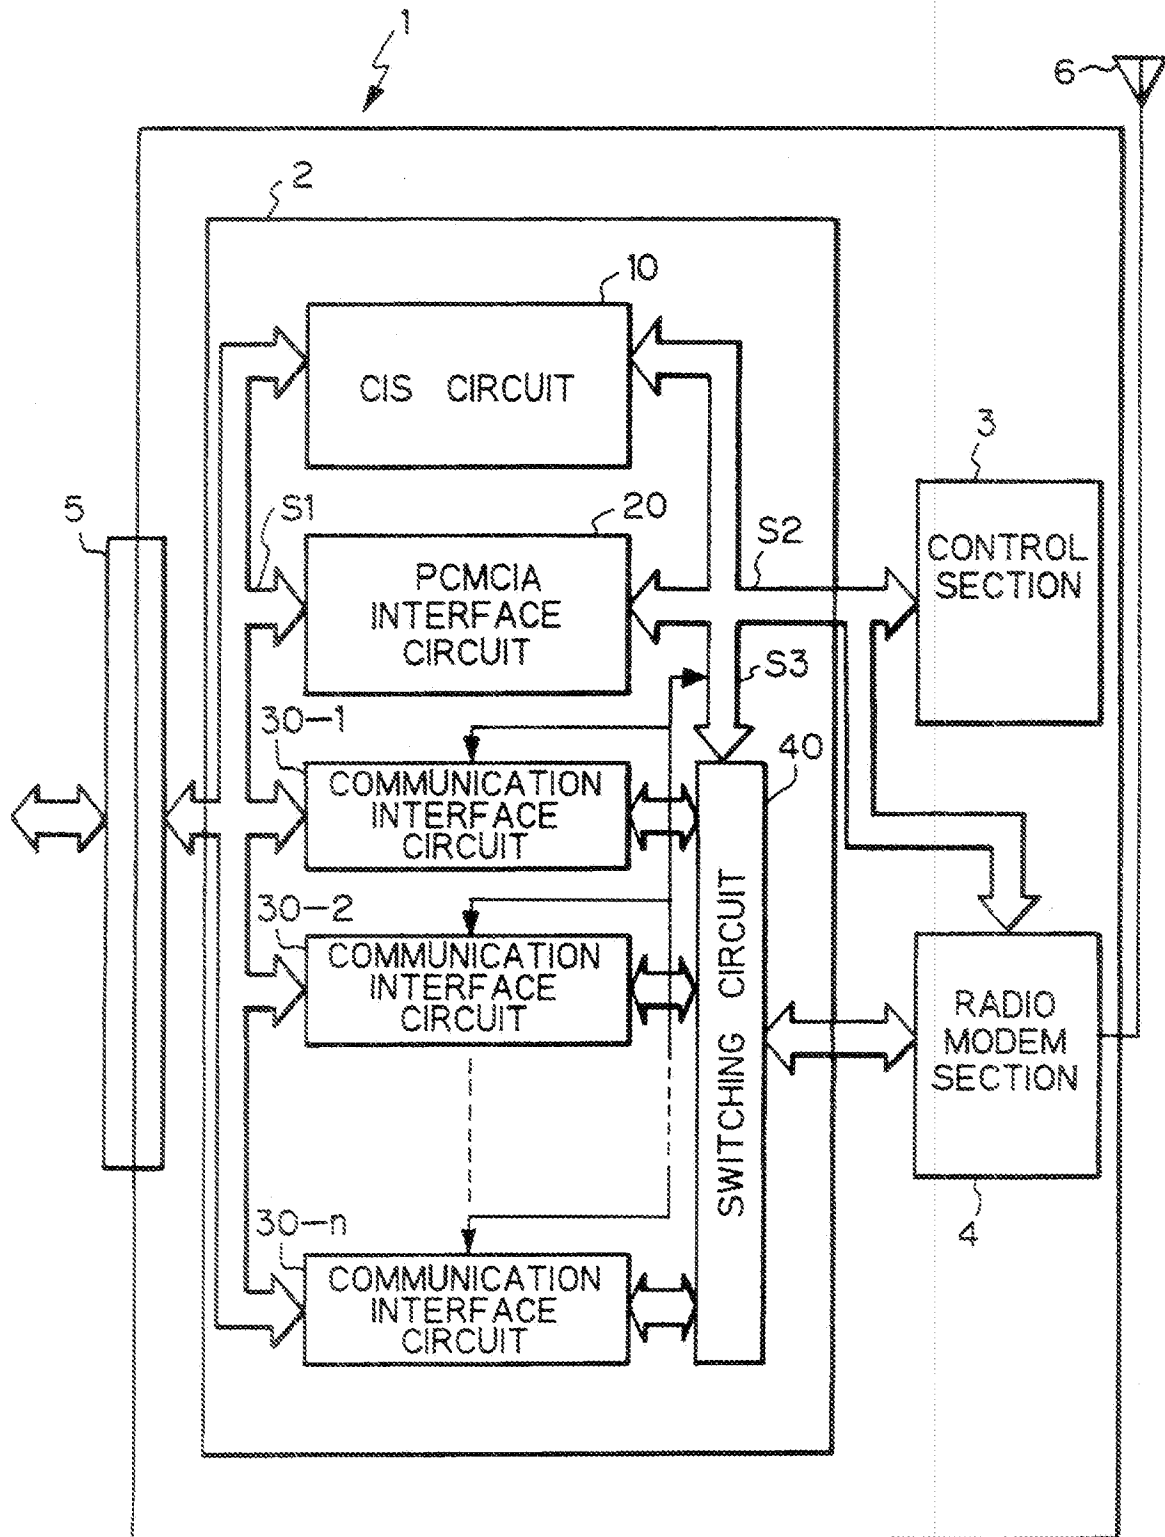 1
6
2
10
CIS CIRCUIT
3
5
S1
20
S2
CONTROL
SECTION
PCMCIA
INTERFACE
CIRCUIT
S3
30-1
40
COMMUNICATION
INTERFACE
CIRCUIT
30-2
COMMUNICATION
INTERFACE
CIRCUIT
SWITCHING CIRCUIT
RADIO
MODEM
SECTION
4
30-n
COMMUNICATION
INTERFACE
CIRCUIT